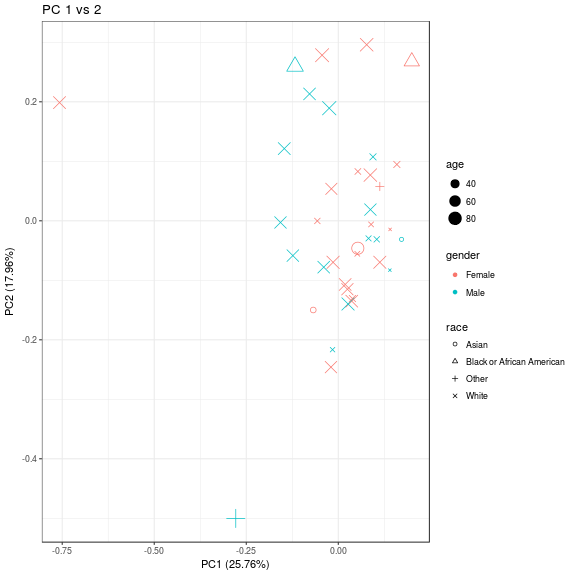 PC 1 vs 2
PC2 (17.96%)
0.2
0.0
-0.2
-0.4
-0.75
-0.50
-0.25
0.00
PC1 (25.76%)
age
40
60
80
gender
Female
Male
race
Asian
Black or African American
Other
White